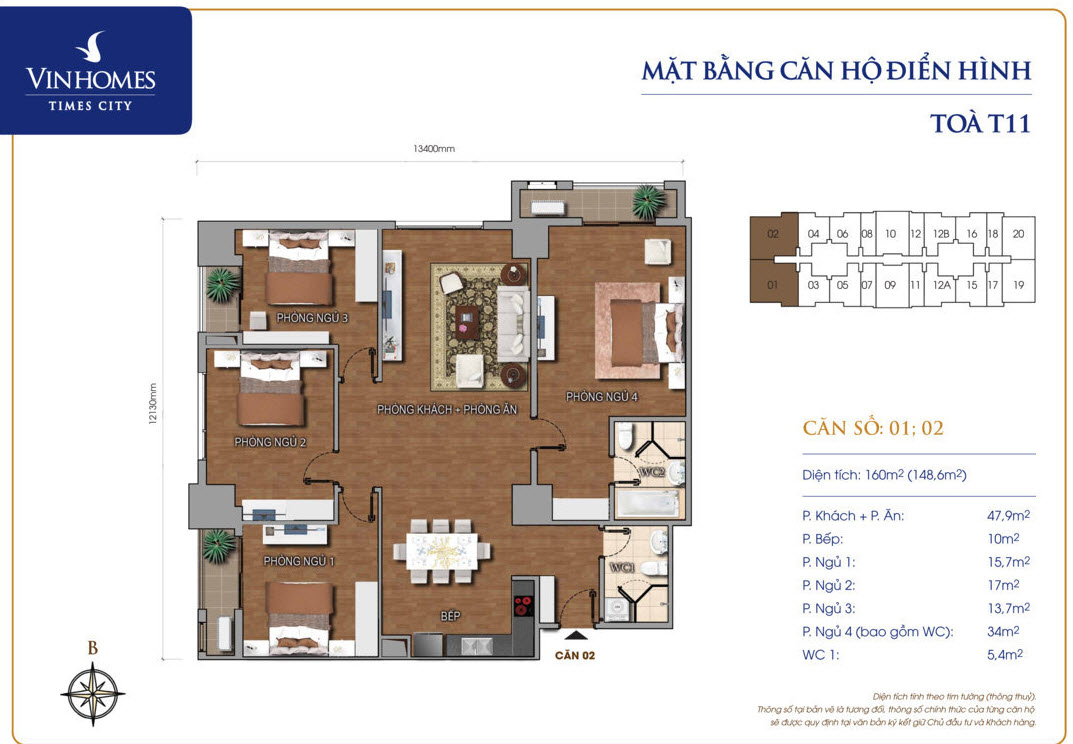 VINHOMES
TIMES CITY
MẶT BẰNG CĂN HỘ ĐIỂN HÌNH
TOÀ T11
13400mm
12130mm
PHÒNG NGỦ 3
PHÒNG NGỦ 2
PHÒNG KHÁCH + PHÒNG ĂN
PHÒNG NGỦ 4
WC2
PHÒNG NGỦ 1
WC1
BẾP
CĂN 02
B
02 04 06 08 10 12 12B 16 18 20
01 03 05 07 09 11 12A 15 17 19
CĂN SỐ: 01; 02
Diện tích: 160m2 (148,6m2)
P. Khách + P. Ăn: 47,9m2
P. Bếp: 10m2
P. Ngủ 1: 15,7m2
P. Ngủ 2: 17m2
P. Ngủ 3: 13,7m2
P. Ngủ 4 (bao gồm WC): 34m2
WC 1: 5,4m2
Diện tích tính theo tim tường (thông thuỷ).
Thông số tại bản vẽ là tương đối, thông số chính thức của từng căn hộ
sẽ được quy định tại văn bản ký kết giữ Chủ đầu tư và Khách hàng.